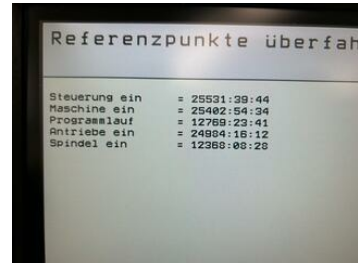 Referenzpunkte überfah
Steuerung ein = 25531:39:44
Maschine ein = 25402:54:34
Programmlauf = 12769:23:41
Antriebe ein = 24984:16:12
Spindel ein = 12368:08:28